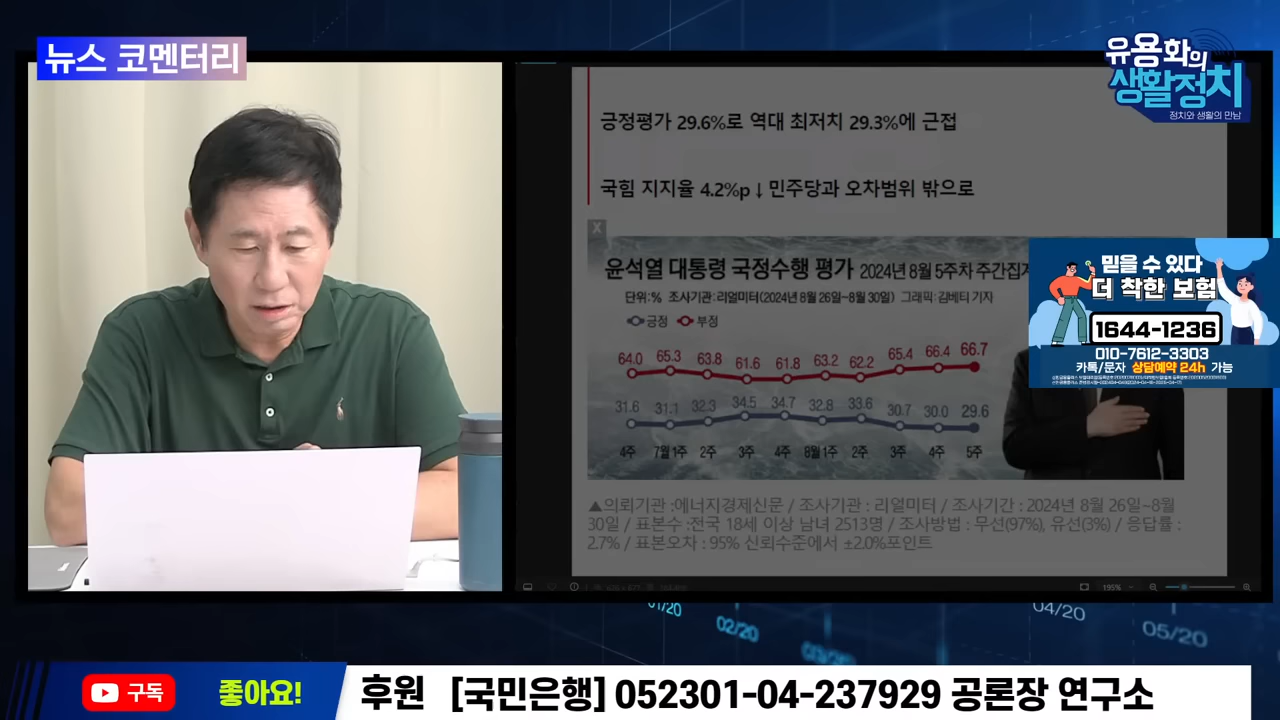 뉴스 코멘터리
유용화의
생활정치
정치와 생활의 만남
긍정평가 29.6%로 역대 최저치 29.3%에 근접
국힘 지지율 4.2%p↓민주당과 오차범위 밖으로
X
윤석열 대통령 국정수행 평가 2024년 8월 5주차 주간집계
단위:% 조사기관:리얼미터(2024년 8월 26일~8월 30일) 그래픽:김베티 기자
긍정 부정
64.0 65.3 63.8 61.6 61.8 63.2 62.2 65.4 66.4 66.7
31.6 31.1 32.3 34.5 34.7 32.8 33.6 30.7 30.0 29.6
4주 7월1주 2주 3주 4주 8월1주 2주 3주 4주 5주
▲의뢰기관 :에너지경제신문 / 조사기관 : 리얼미터 / 조사기간 : 2024년 8월 26일~8월
30일 / 표본수 :전국 18세 이상 남녀 2513명 / 조사방법 : 무선(97%), 유선(3%) / 응답률 :
2.7% / 표본오차 : 95% 신뢰수준에서 ±2.0%포인트
믿을 수 있다
더 착한 보험
1644-1236
010-7612-3303
카톡/문자 상담예약 24h 가능
195%
01/20
02/20
03/20
04/20
05/20
구독
좋아요!
후원 [국민은행] 052301-04-237929 공론장 연구소